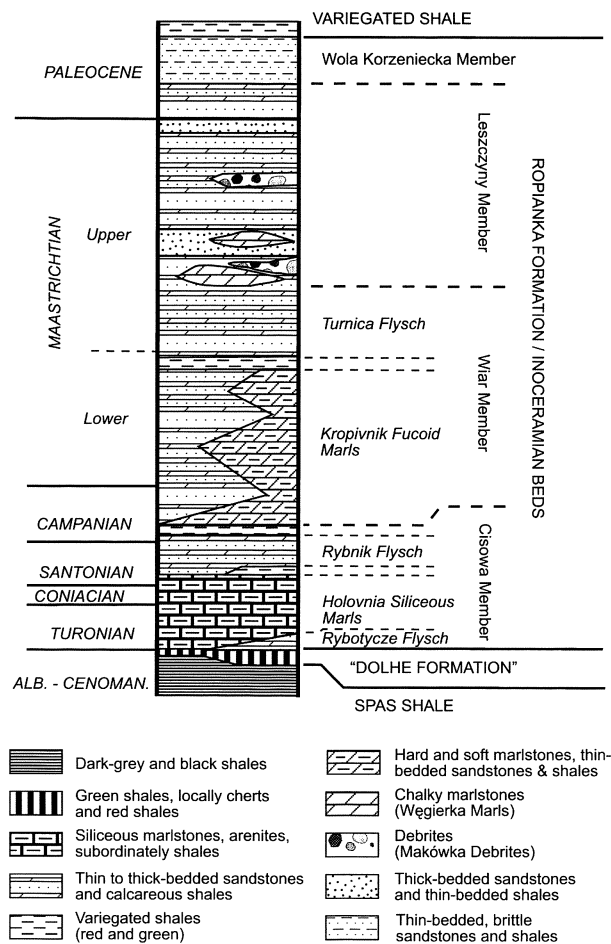 VARIEGATED SHALE
PALEOCENE
Wola Korzeniecka Member
Leszczyny Member
ROPIANKA FORMATION / INOCERAMIAN BEDS
MAASTRICHTIAN
Upper
Turnica Flysch
Wiar Member
Lower
Kropivnik Fucoid
Marls
CAMPANIAN
Cisowa Member
Rybnik Flysch
SANTONIAN
CONIACIAN
Holovnia Siliceous
Marls
TURONIAN
Rybotycze Flysch
"DOLHE FORMATION"
ALB. - CENOMAN.
SPAS SHALE
Dark-grey and black shales
Green shales, locally cherts
and red shales
Siliceous marlstones, arenites,
subordinately shales
Thin to thick-bedded sandstones
and calcareous shales
Variegated shales
(red and green)
Hard and soft marlstones, thin-
bedded sandstones & shales
Chalky marlstones
(Węgierka Marls)
Debrites
(Makówka Debrites)
Thick-bedded sandstones
and thin-bedded shales
Thin-bedded, brittle
sandstones and shales